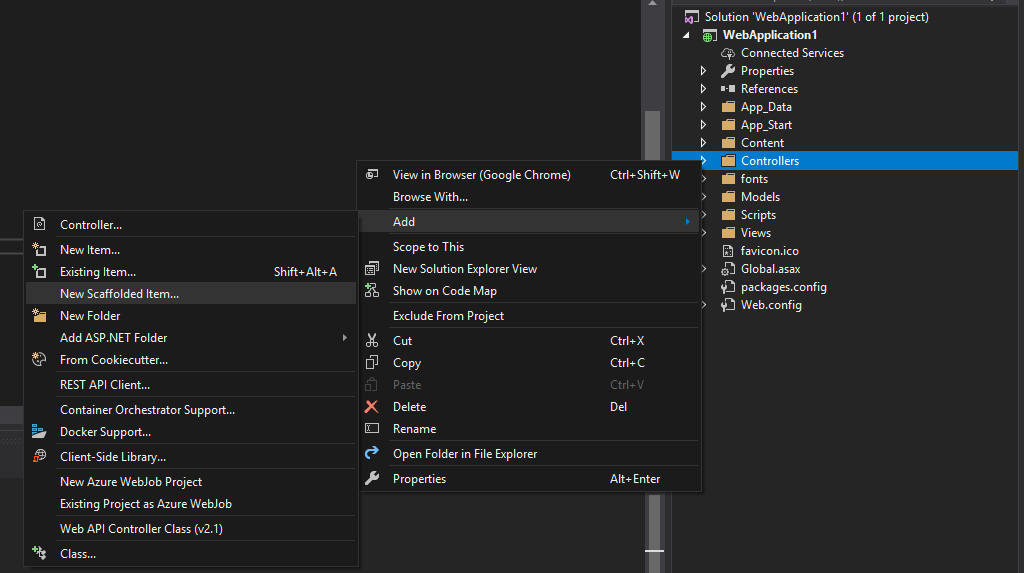 Solution 'WebApplication1' (1 of 1 project)
WebApplication1
Connected Services
Properties
References
App_Data
App_Start
Content
Controllers
fonts
Models
Scripts
Views
favicon.ico
Global.asax
packages.config
Web.config
View in Browser (Google Chrome) Ctrl+Shift+W
Browse With...
Add
Scope to This
New Solution Explorer View
Show on Code Map
Exclude From Project
Cut Ctrl+X
Copy Ctrl+C
Paste Ctrl+V
Delete Del
Rename
Open Folder in File Explorer
Properties Alt+Enter
Controller...
New Item...
Existing Item... Shift+Alt+A
New Scaffolded Item...
New Folder
Add ASP.NET Folder
From Cookiecutter...
REST API Client...
Container Orchestrator Support...
Docker Support...
Client-Side Library...
New Azure WebJob Project
Existing Project as Azure WebJob
Web API Controller Class (v2.1)
Class...